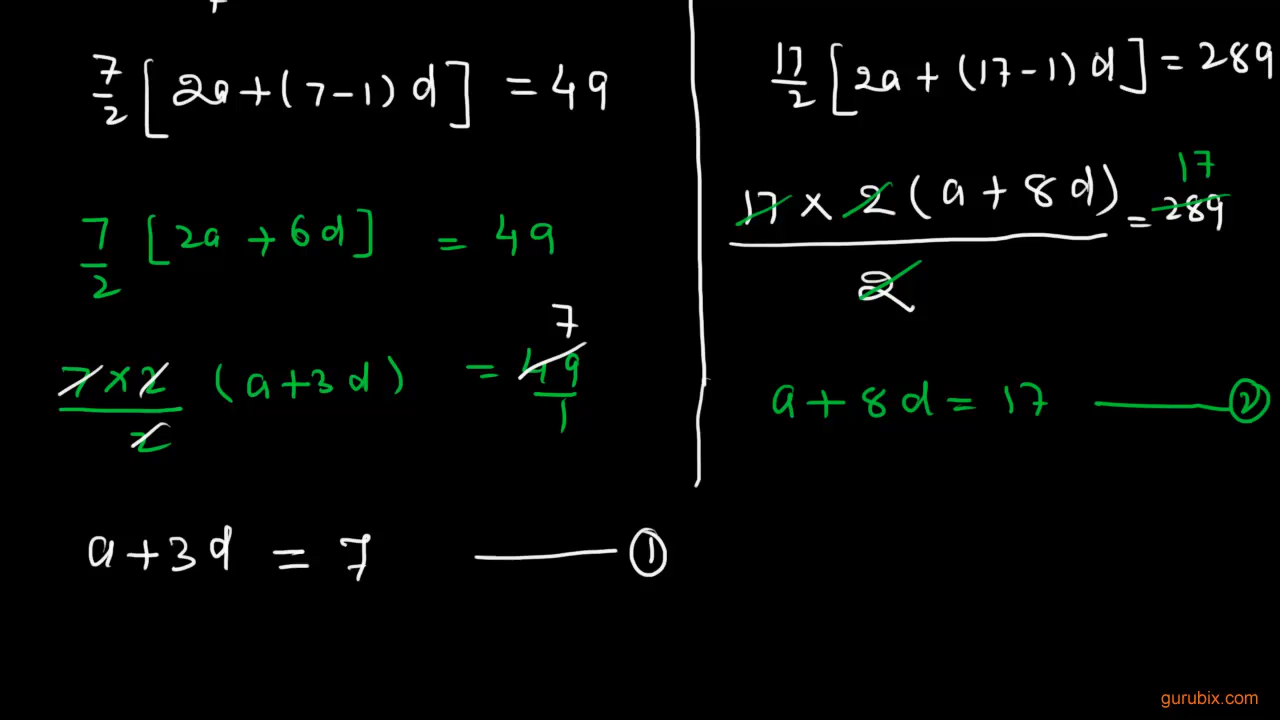 7/2 [2a + (7 - 1) d] = 49
7/2 [2a + 6d] = 49
7 × 2/2 (a + 3d) = 49/1 7
a + 3d = 7 ——— ①
17/2 [2a + (17 - 1) d] = 289
17 × 2 (a + 8d)/2 = 289 17
a + 8d = 17 ——— ②
gurubix.com